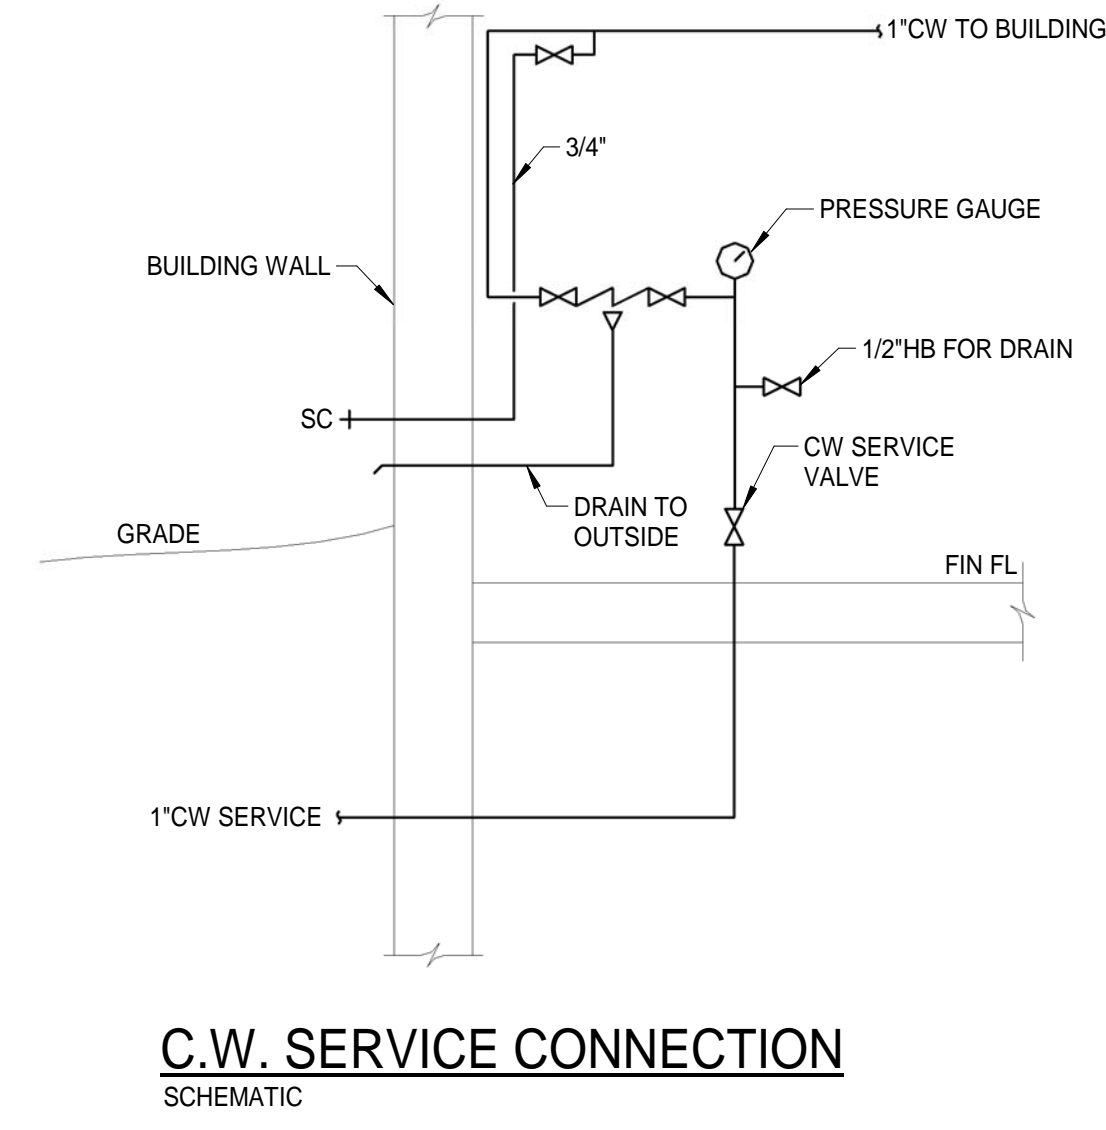 1"CW TO BUILDING
3/4"
PRESSURE GAUGE
BUILDING WALL
1/2"HB FOR DRAIN
SC
CW SERVICE
VALVE
DRAIN TO
OUTSIDE
GRADE
FIN FL
1"CW SERVICE
C.W. SERVICE CONNECTION
SCHEMATIC